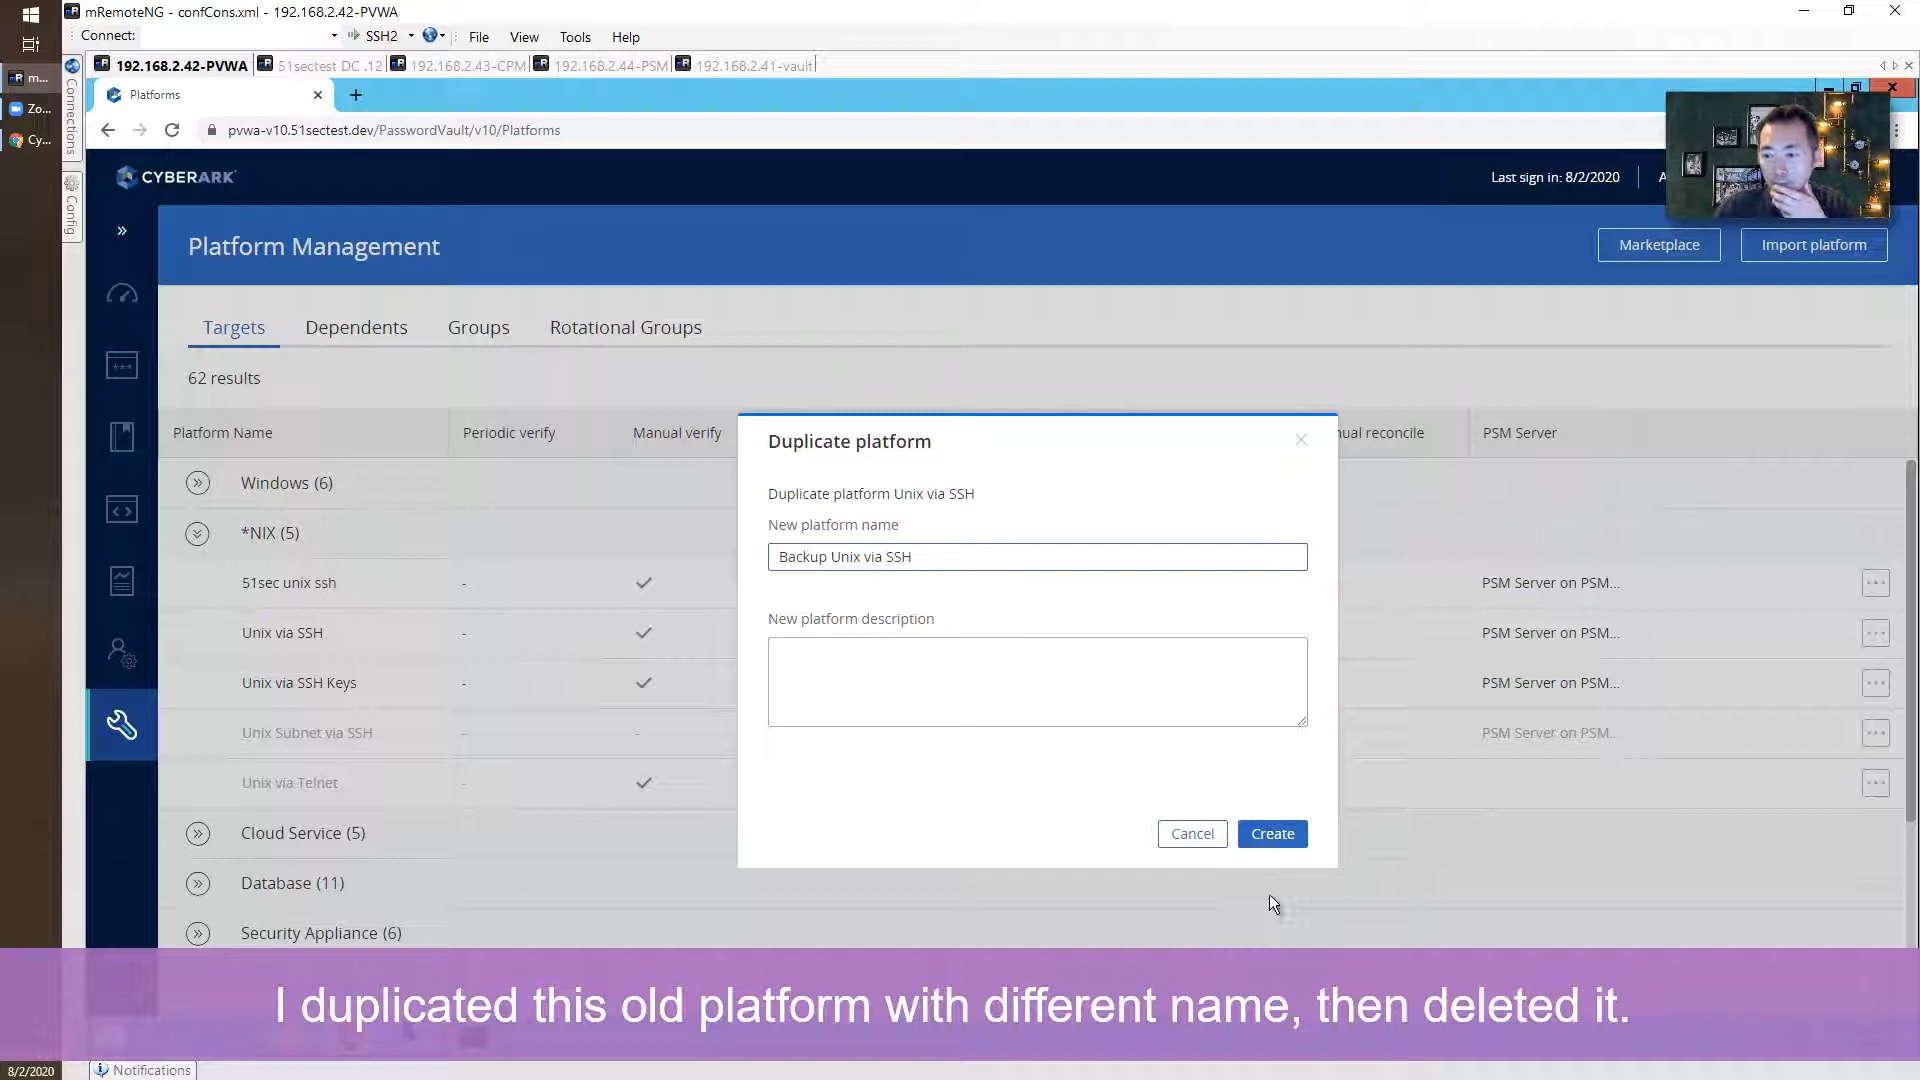 mRemoteNG - confCons.xml - 192.168.2.42-PVWA
Connect:
SSH2
File
View
Tools
Help
192.168.2.42-PVWA
51sectest DC .12
192.168.2.43-CPM
192.168.2.44-PSM
192.168.2.41-vault
m...
Zo...
Cy...
Connections
Config
Platforms
pvwa-v10.51sectest.dev/PasswordVault/v10/Platforms
CYBERARK
Last sign in: 8/2/2020
Platform Management
Marketplace
Import platform
Targets
Dependents
Groups
Rotational Groups
62 results
Platform Name
Periodic verify
Manual verify
reconcile
PSM Server
Windows (6)
*NIX (5)
51sec unix ssh
-
PSM Server on PSM...
Unix via SSH
-
PSM Server on PSM...
Unix via SSH Keys
-
PSM Server on PSM...
Unix Subnet via SSH
-
-
PSM Server on PSM...
Unix via Telnet
-
Cloud Service (5)
Database (11)
Security Appliance (6)
Duplicate platform
Duplicate platform Unix via SSH
New platform name
Backup Unix via SSH
New platform description
Cancel
Create
I duplicated this old platform with different name, then deleted it.
8/2/2020
Notifications